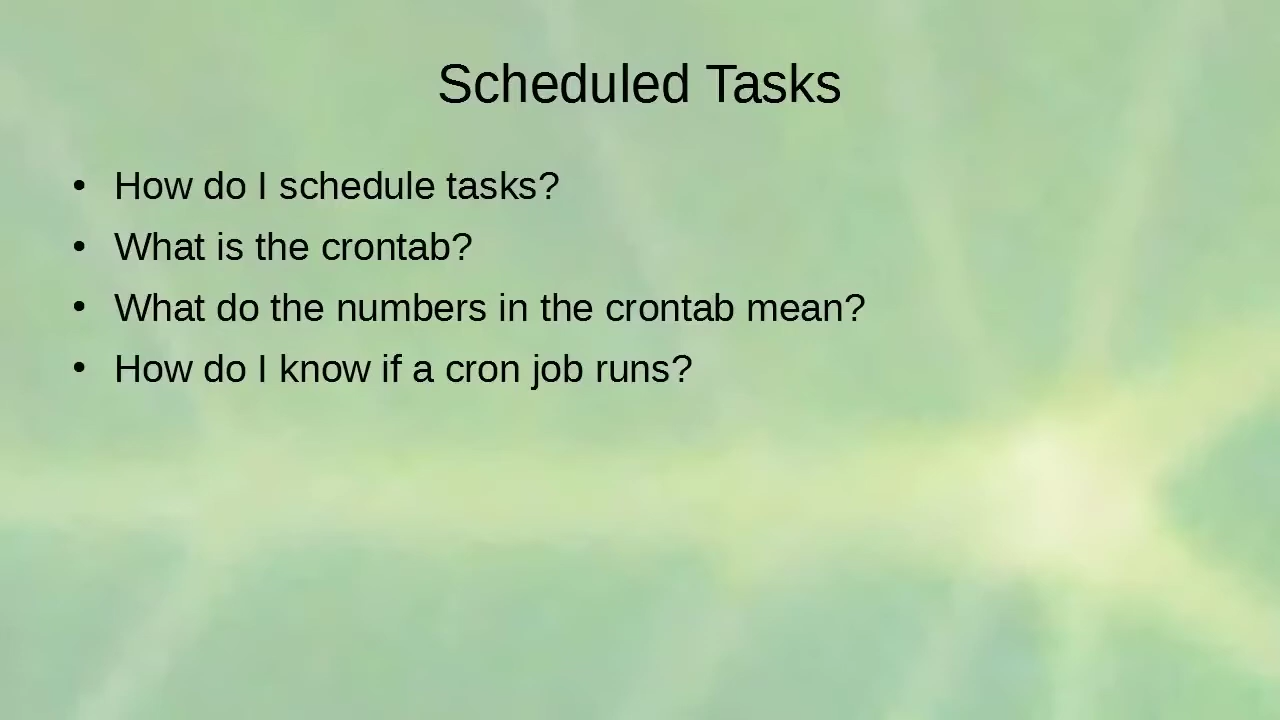 Scheduled Tasks
• How do I schedule tasks?
• What is the crontab?
• What do the numbers in the crontab mean?
• How do I know if a cron job runs?